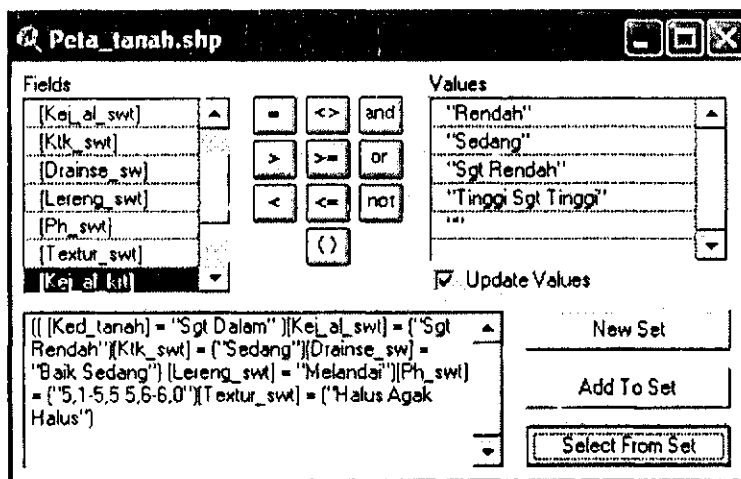 Peta_tanah.shp
Fields
Values
[Kej_al_swt]
[Ktk_swt]
[Drainse_sw]
[Lereng_swt]
[Ph_swt]
[Textur_swt]
[Kej_al_kit]
= <> and
> >= or
< <= not
()
"Rendah"
"Sedang"
"Sgt Rendah"
"Tinggi Sgt Tinggi"
""
Update Values
(( [Ked_tanah] = "Sgt Dalam" )[Kej_al_swt] = {"Sgt
Rendah"}[Ktk_swt] = {"Sedang"}[Drainse_sw] =
"Baik Sedang"} [Lereng_swt] = "Melandai")[Ph_swt]
= {"5,1-5,5 5,6-6,0"}[Textur_swt] = {"Halus Agak
Halus"}
New Set
Add To Set
Select From Set